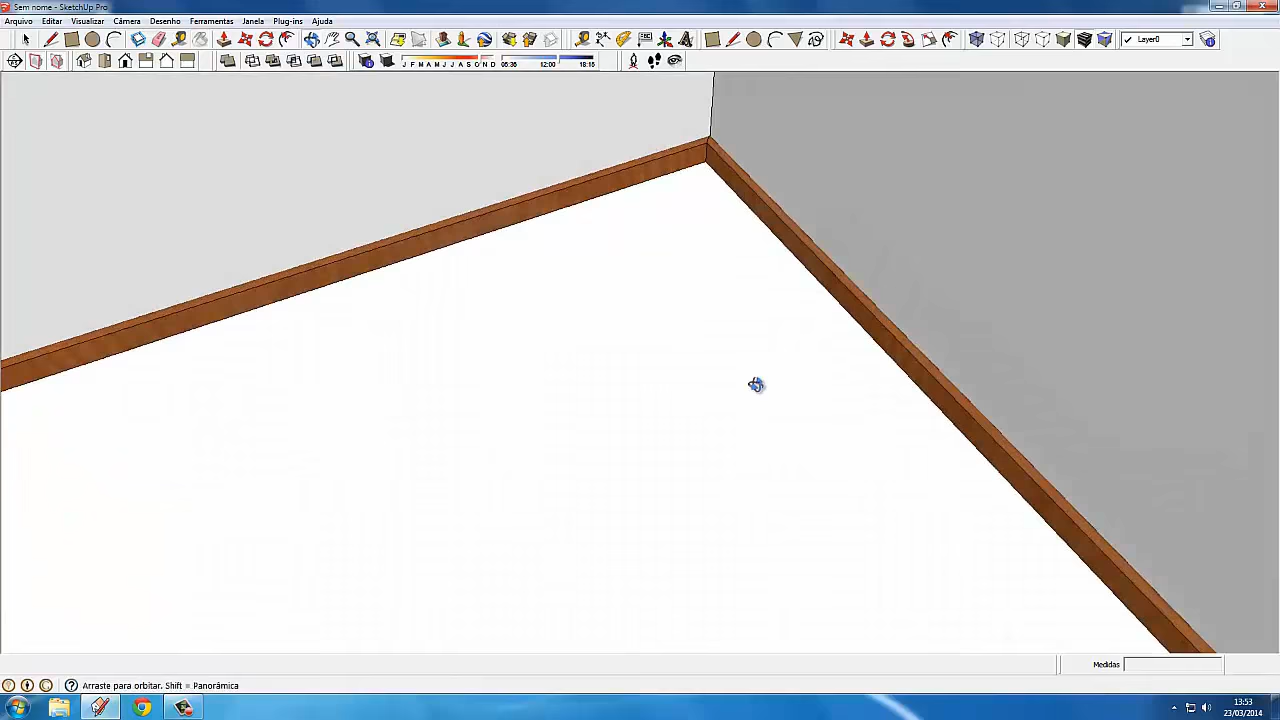 Sem nome - SketchUp Pro
Arquivo Editar Visualizar Câmera Desenho Ferramentas Janela Plug-ins Ajuda
Layer0
J F M A M J J A S O N D 05:36 12:00 18:15
Medidas
Arraste para orbitar. Shift = Panorâmica
13:53
23/03/2014